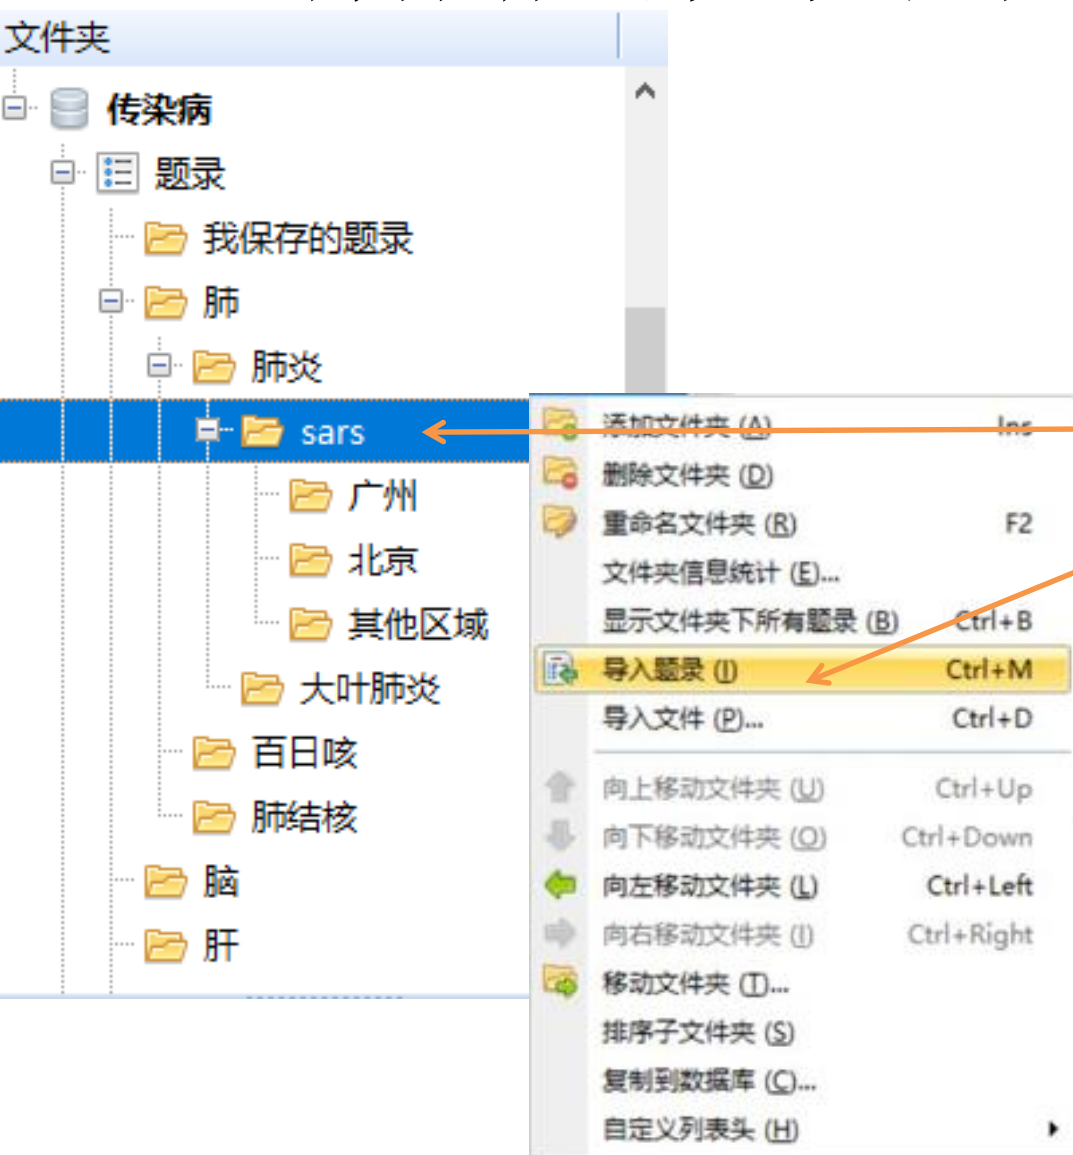 文件夹
传染病
题录
我保存的题录
肺
肺炎
sars
广州
北京
其他区域
大叶肺炎
百日咳
肺结核
脑
肝
添加文件夹 (A) Ins
删除文件夹 (D)
重命名文件夹 (R) F2
文件夹信息统计 (E)...
显示文件夹下所有题录 (B) Ctrl+B
导入题录 (I) Ctrl+M
导入文件 (P)... Ctrl+D
向上移动文件夹 (U) Ctrl+Up
向下移动文件夹 (O) Ctrl+Down
向左移动文件夹 (L) Ctrl+Left
向右移动文件夹 (I) Ctrl+Right
移动文件夹 (T)...
排序子文件夹 (S)
复制到数据库 (C)...
自定义列表头 (H)